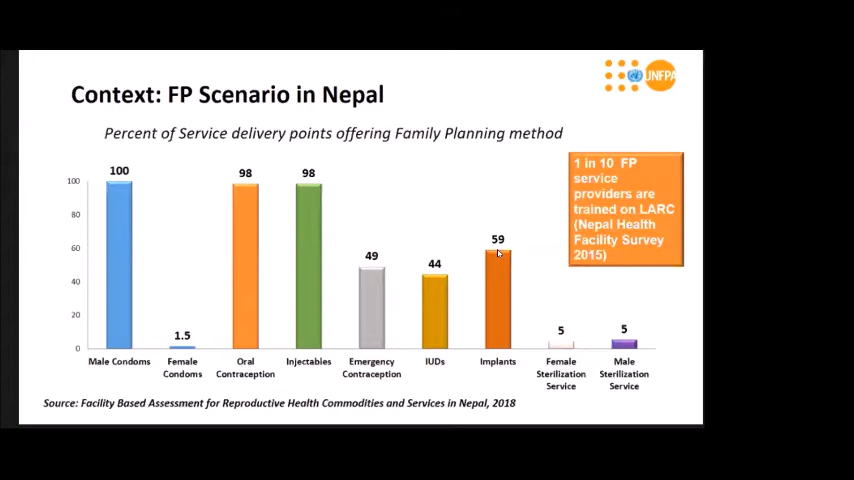 Context: FP Scenario in Nepal
UNFPA
Percent of Service delivery points offering Family Planning method
1 in 10 FP
service
providers are
trained on LARC
(Nepal Health
Facility Survey
2015)
100
80
60
40
20
0
100
1.5
98
98
49
44
59
5
5
Male Condoms
Female
Condoms
Oral
Contraception
Injectables
Emergency
Contraception
IUDs
Implants
Female
Sterilization
Service
Male
Sterilization
Service
Source: Facility Based Assessment for Reproductive Health Commodities and Services in Nepal, 2018